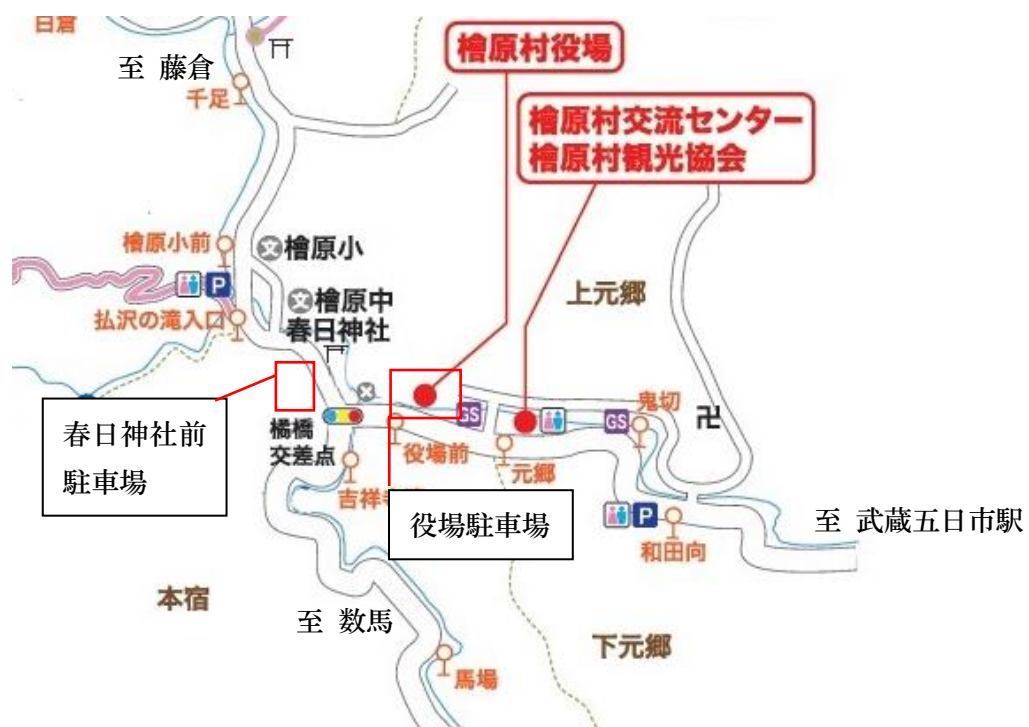 日倉
至 藤倉
千足
檜原村役場
檜原村交流センター
檜原村観光協会
檜原小前
文
檜原小
P
払沢の滝入口
文
檜原中
春日神社
上元郷
春日神社前
駐車場
橘橋
交差点
GS
GS
鬼切
卍
役場前
元郷
吉祥寺
役場駐車場
P
和田向
至 武蔵五日市駅
本宿
至 数馬
下元郷
馬場